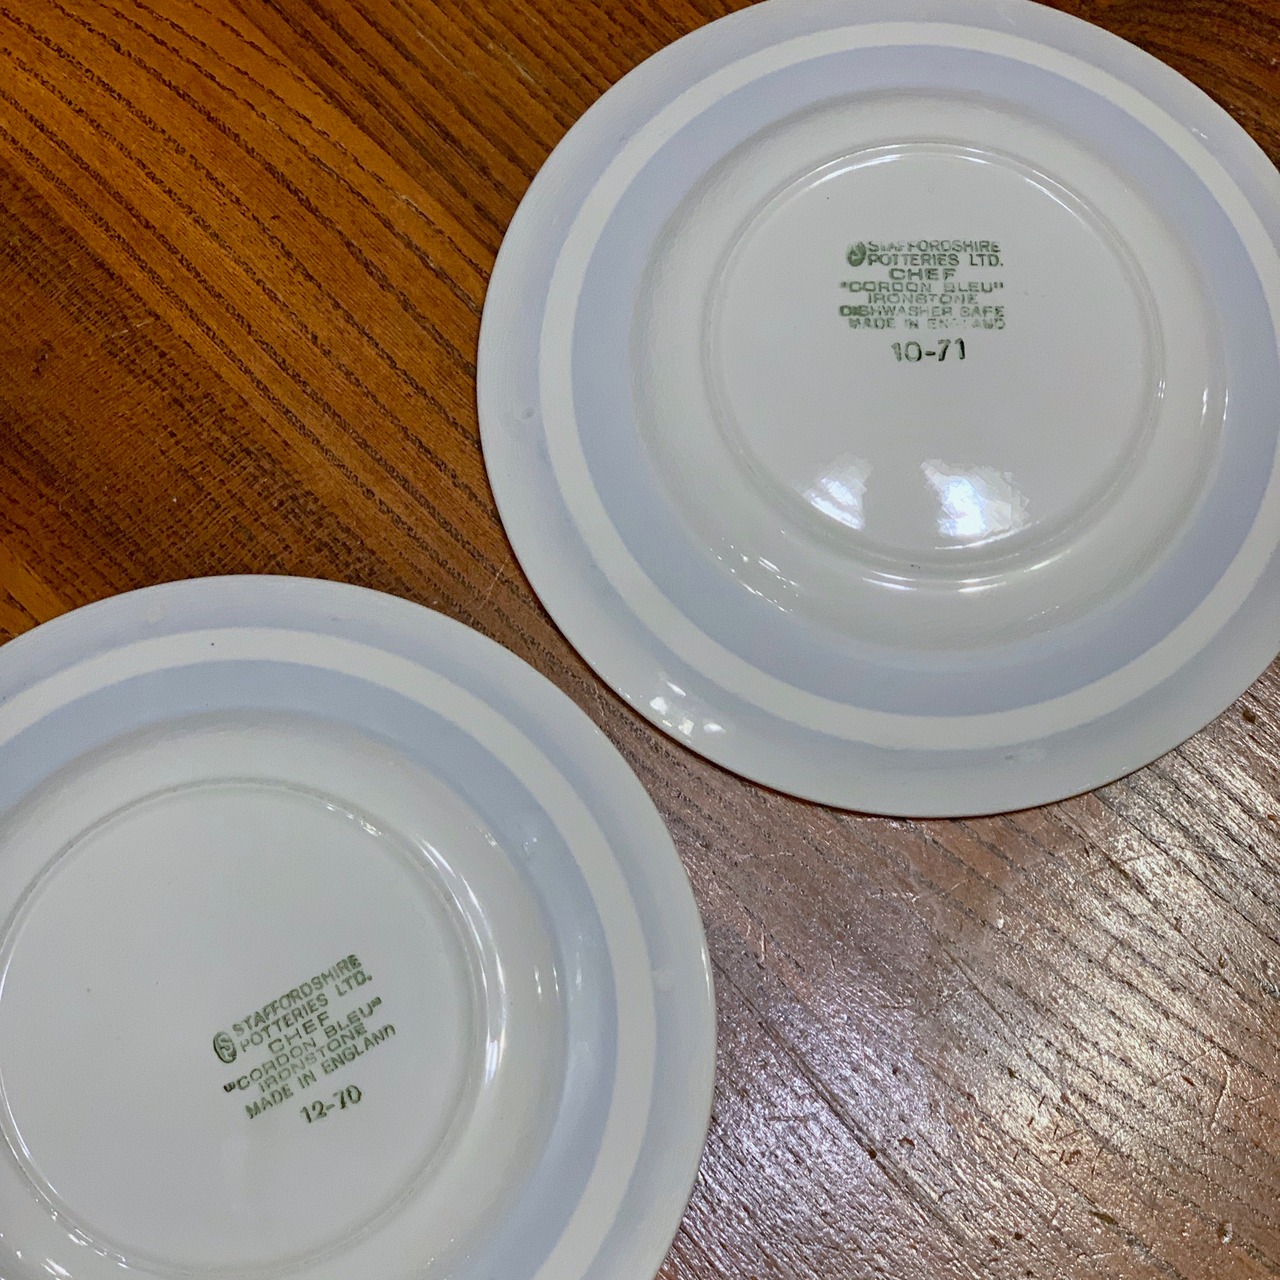 STAFFORDSHIRE
POTTERIES LTD.
CHEF
"CORDON BLEU"
IRONSTONE
DISHWASHER SAFE
MADE IN ENGLAND
10-71
STAFFORDSHIRE
POTTERIES LTD.
CHEF
"CORDON BLEU"
IRONSTONE
MADE IN ENGLAND
12-70